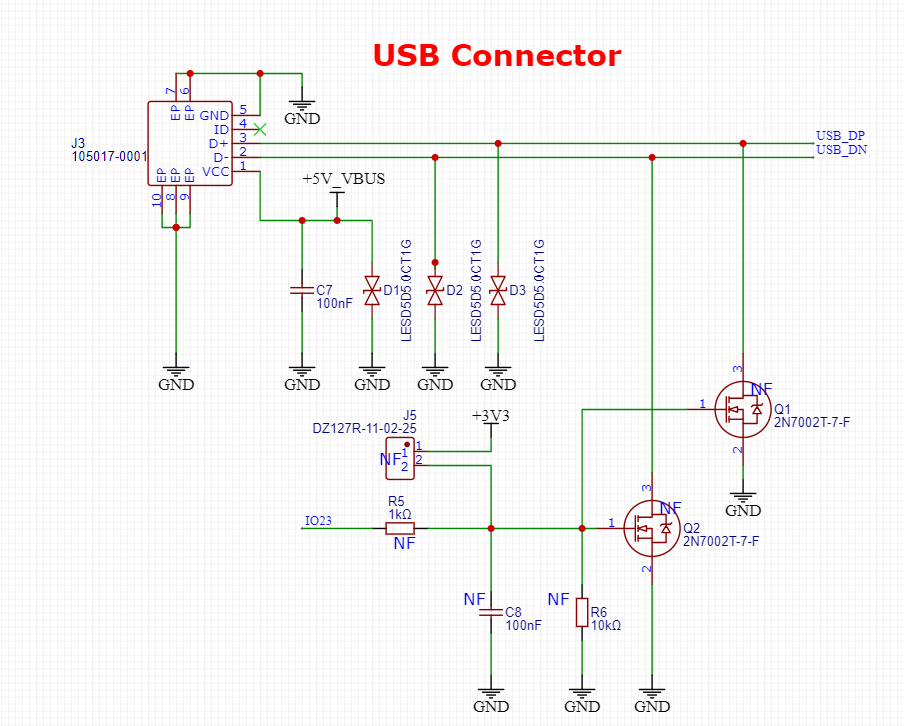 USB Connector
7
6
EP
EP
GND
5
GND
ID
4
D+
3
J3
105017-0001
D-
2
VCC
1
USB_DP
USB_DN
EP
EP
EP
10
8
9
+5V_VBUS
C7
100nF
D1
LESD5D5.0CT1G
D2
LESD5D5.0CT1G
D3
LESD5D5.0CT1G
GND
GND
GND
GND
GND
3
NF
1
Q1
2N7002T-7-F
2
GND
J5
DZ127R-11-02-25
+3V3
NF
1
1
2
2
3
NF
R5
1kΩ
IO23
NF
1
Q2
2N7002T-7-F
2
NF
C8
100nF
NF
R6
10kΩ
GND
GND
GND